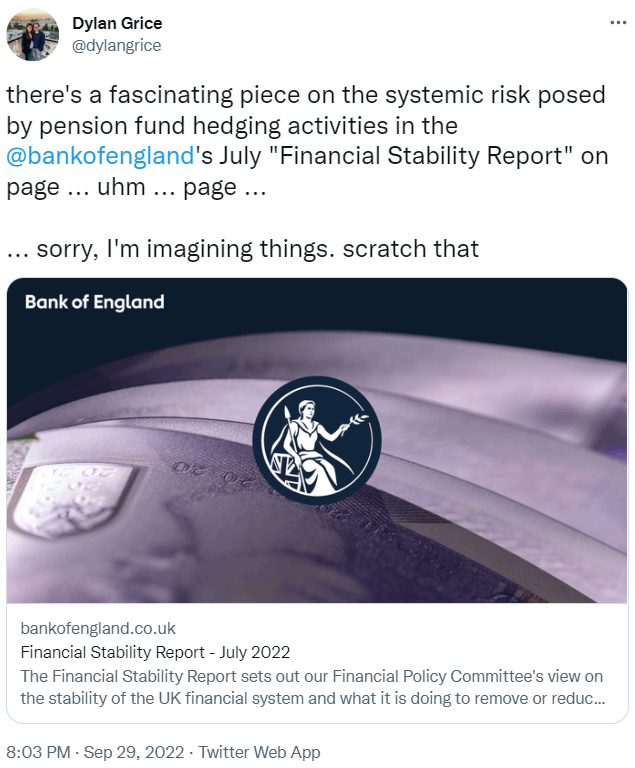 Dylan Grice
@dylangrice
there's a fascinating piece on the systemic risk posed
by pension fund hedging activities in the
@bankofengland's July "Financial Stability Report" on
page ... uhm ... page ...
... sorry, I'm imagining things. scratch that
Bank of England
20 20 20
bankofengland.co.uk
Financial Stability Report - July 2022
The Financial Stability Report sets out our Financial Policy Committee's view on
the stability of the UK financial system and what it is doing to remove or reduc...
8:03 PM · Sep 29, 2022 · Twitter Web App